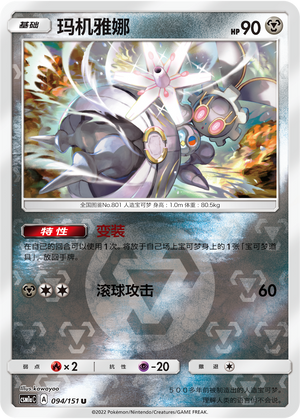 基础 玛机雅娜 HP 90
全国图鉴No.801 人造宝可梦 身高：1.0m 体重：80.5kg
特性 变装
在自己的回合可以使用1次。将放于自己场上宝可梦身上的1张「宝可梦道具」，放回手牌。
滚球攻击 60
弱点 ×2 抗性 -20 撤退
illus.kawayoo
csm1aC A 094/151 U
©2022 Pokémon/Nintendo/Creatures/GAME FREAK.